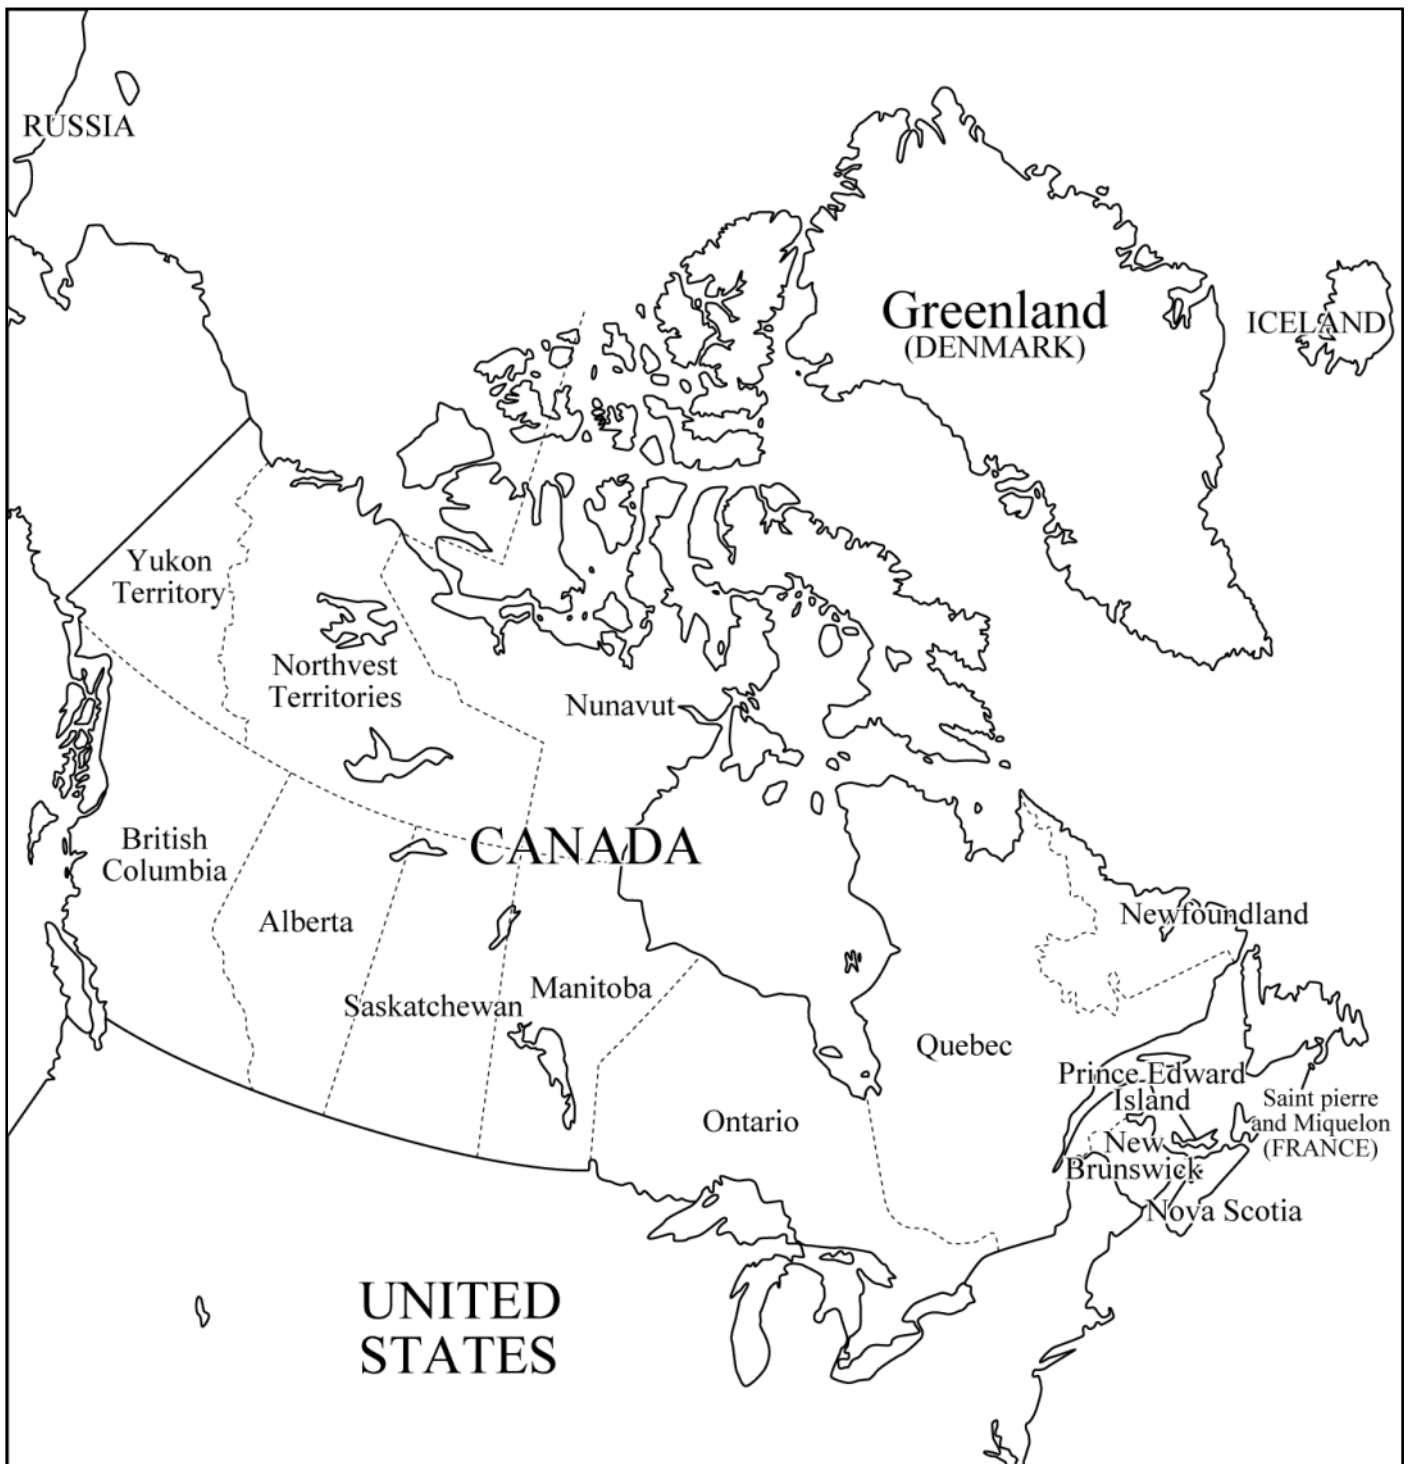 RUSSIA
Greenland
(DENMARK)
ICELAND
Yukon
Territory
Northvest
Territories
Nunavut
British
Columbia
CANADA
Alberta
Newfoundland
Saskatchewan
Manitoba
Quebec
Prince Edward
Island
Saint pierre
and Miquelon
(FRANCE)
Ontario
New
Brunswick
Nova Scotia
UNITED
STATES